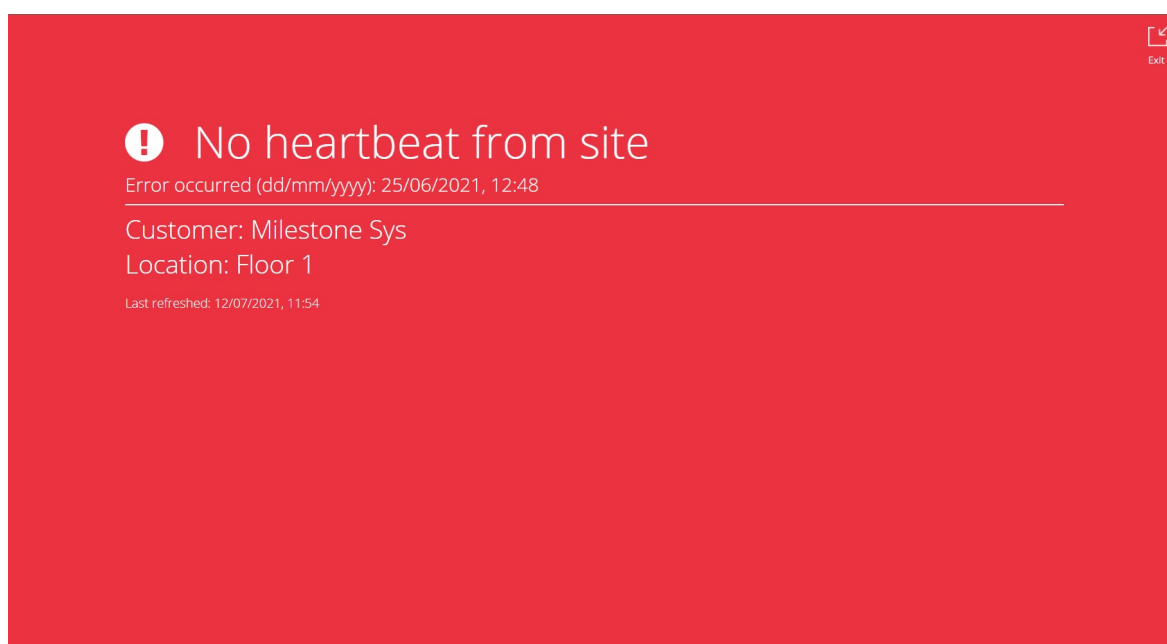 Exit
! No heartbeat from site
Error occurred (dd/mm/yyyy): 25/06/2021, 12:48
Customer: Milestone Sys
Location: Floor 1
Last refreshed: 12/07/2021, 11:54